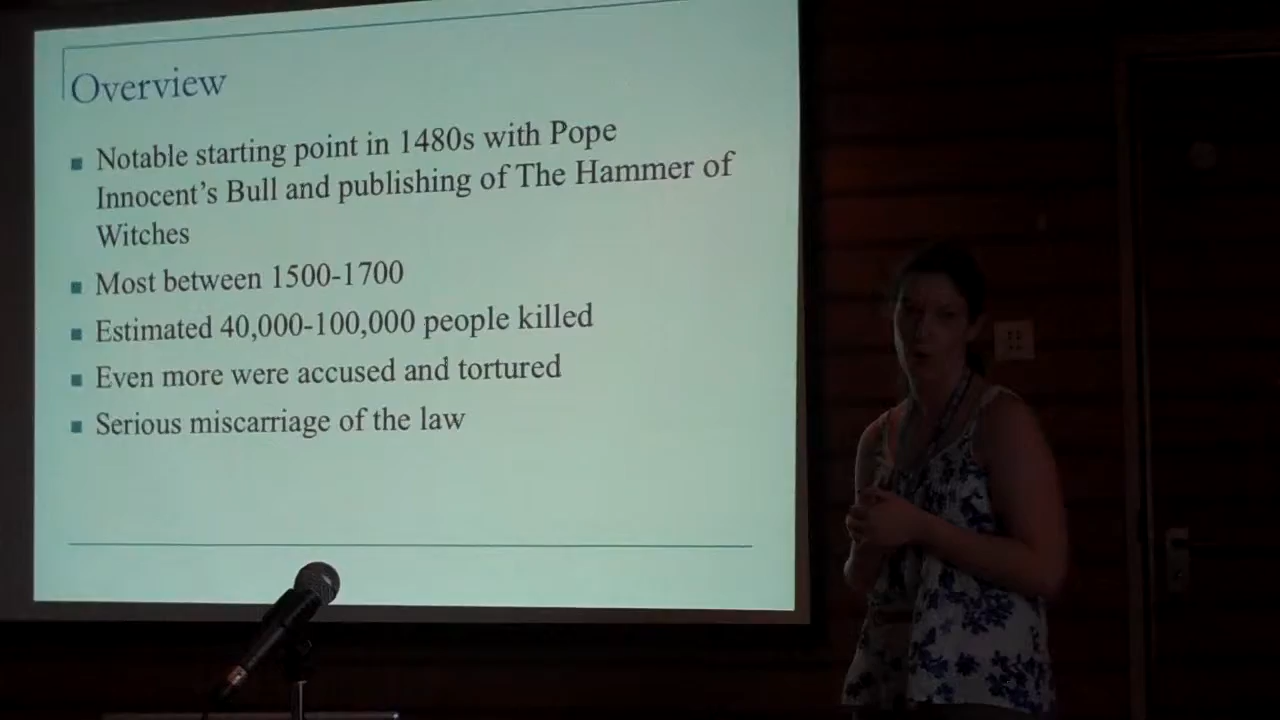 Overview
Notable starting point in 1480s with Pope
Innocent's Bull and publishing of The Hammer of
Witches
Most between 1500-1700
Estimated 40,000-100,000 people killed
Even more were accused and tortured
Serious miscarriage of the law